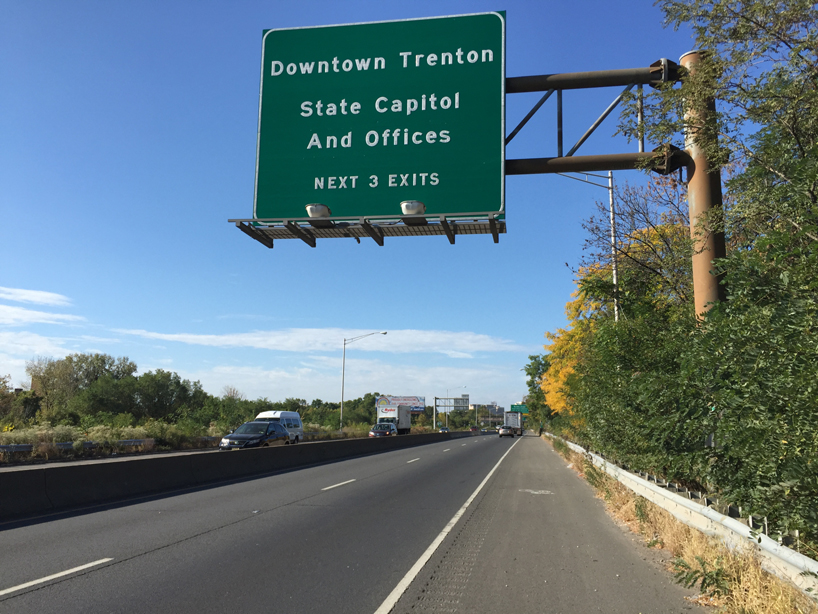 Downtown Trenton
State Capitol
And Offices
NEXT 3 EXITS